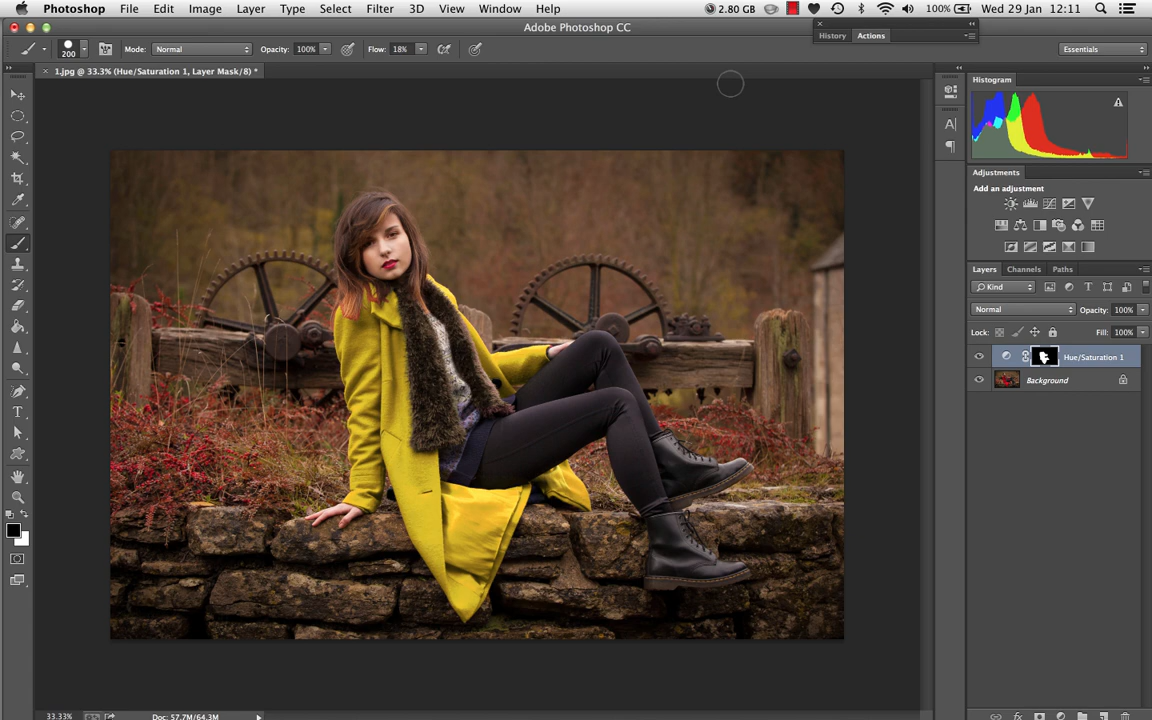 Photoshop File Edit Image Layer Type Select Filter 3D View Window Help 2.80 GB 100% Wed 29 Jan 12:11
Adobe Photoshop CC
History Actions
200 Mode: Normal Opacity: 100% Flow: 18% Essentials
1.jpg @ 33.3% (Hue/Saturation 1, Layer Mask/8) *
Histogram
A
Adjustments
Add an adjustment
Layers Channels Paths
Kind
T
Normal Opacity: 100%
Lock: Fill: 100%
Hue/Saturation 1
Background
T
fx
33.33% Doc: 57.7M/64.3M